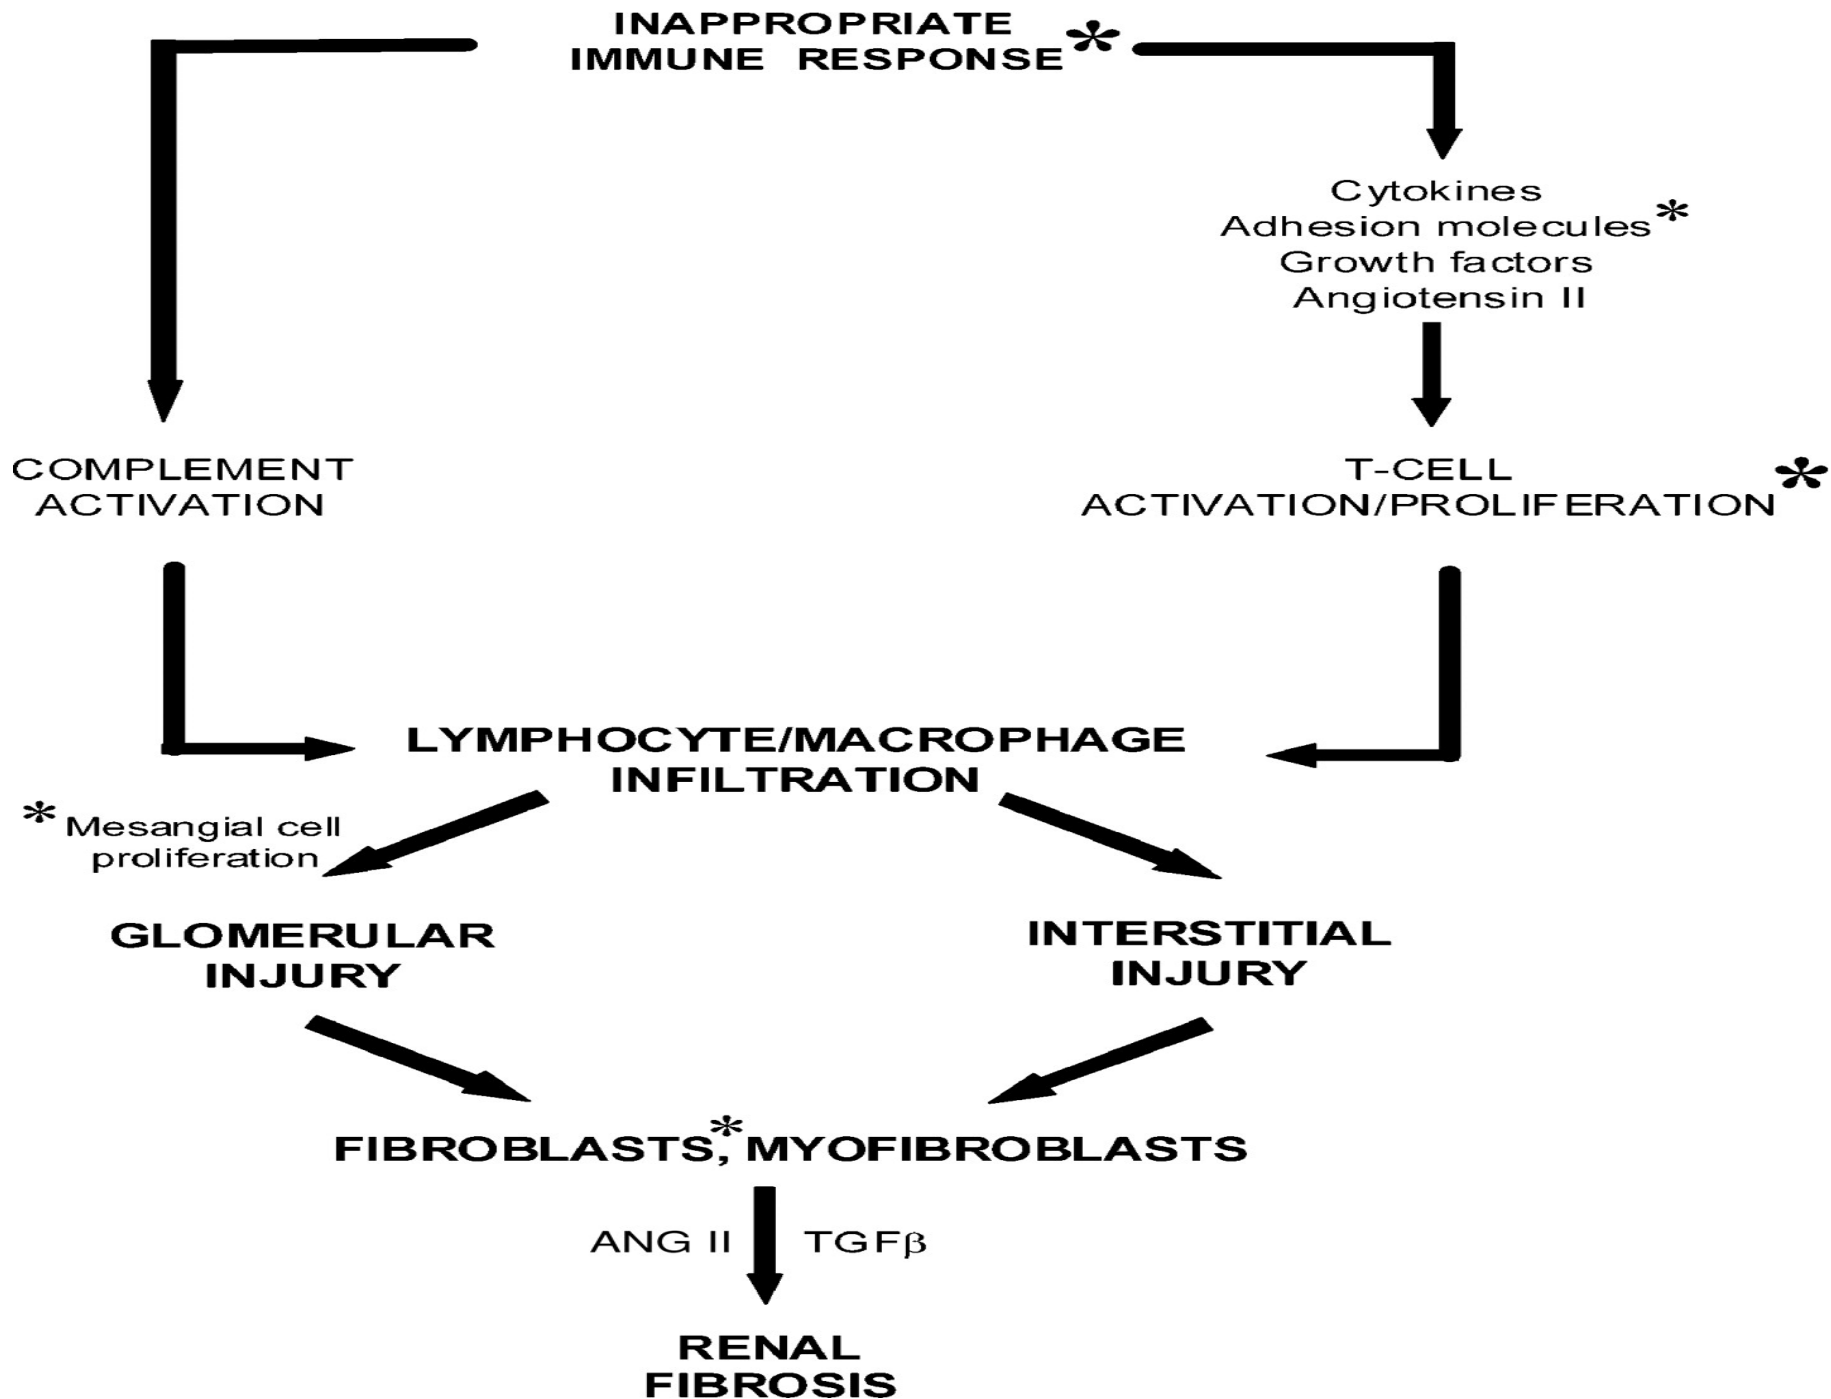 INAPPROPRIATE
IMMUNE RESPONSE*
Cytokines
Adhesion molecules*
Growth factors
Angiotensin II
COMPLEMENT
ACTIVATION
T-CELL
ACTIVATION/PROLIFERATION*
LYMPHOCYTE/MACROPHAGE
INFILTRATION
*Mesangial cell
proliferation
GLOMERULAR
INJURY
INTERSTITIAL
INJURY
FIBROBLASTS,* MYOFIBROBLASTS
ANG II TGFβ
RENAL
FIBROSIS